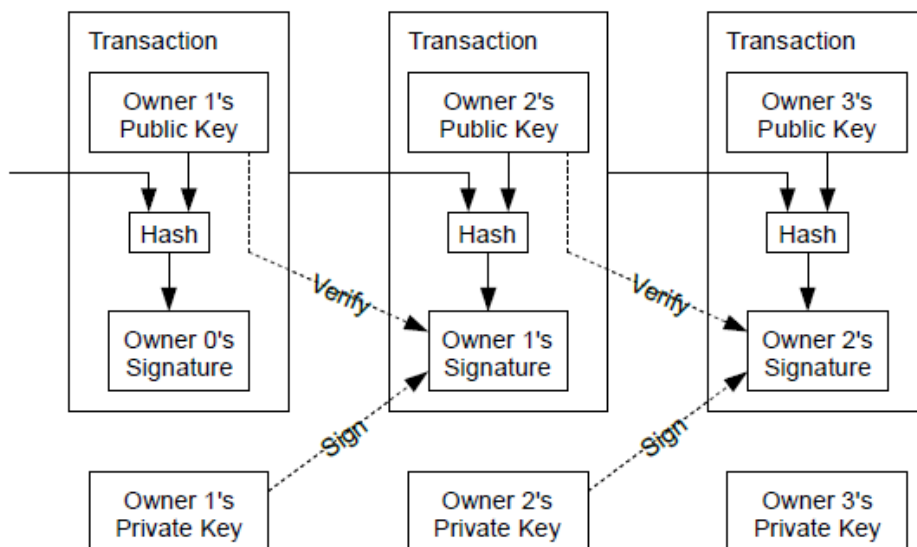 Transaction
Owner 1's
Public Key
Hash
Owner 0's
Signature
Transaction
Owner 2's
Public Key
Hash
Owner 1's
Signature
Transaction
Owner 3's
Public Key
Hash
Owner 2's
Signature
Verify
Verify
Sign
Sign
Owner 1's
Private Key
Owner 2's
Private Key
Owner 3's
Private Key